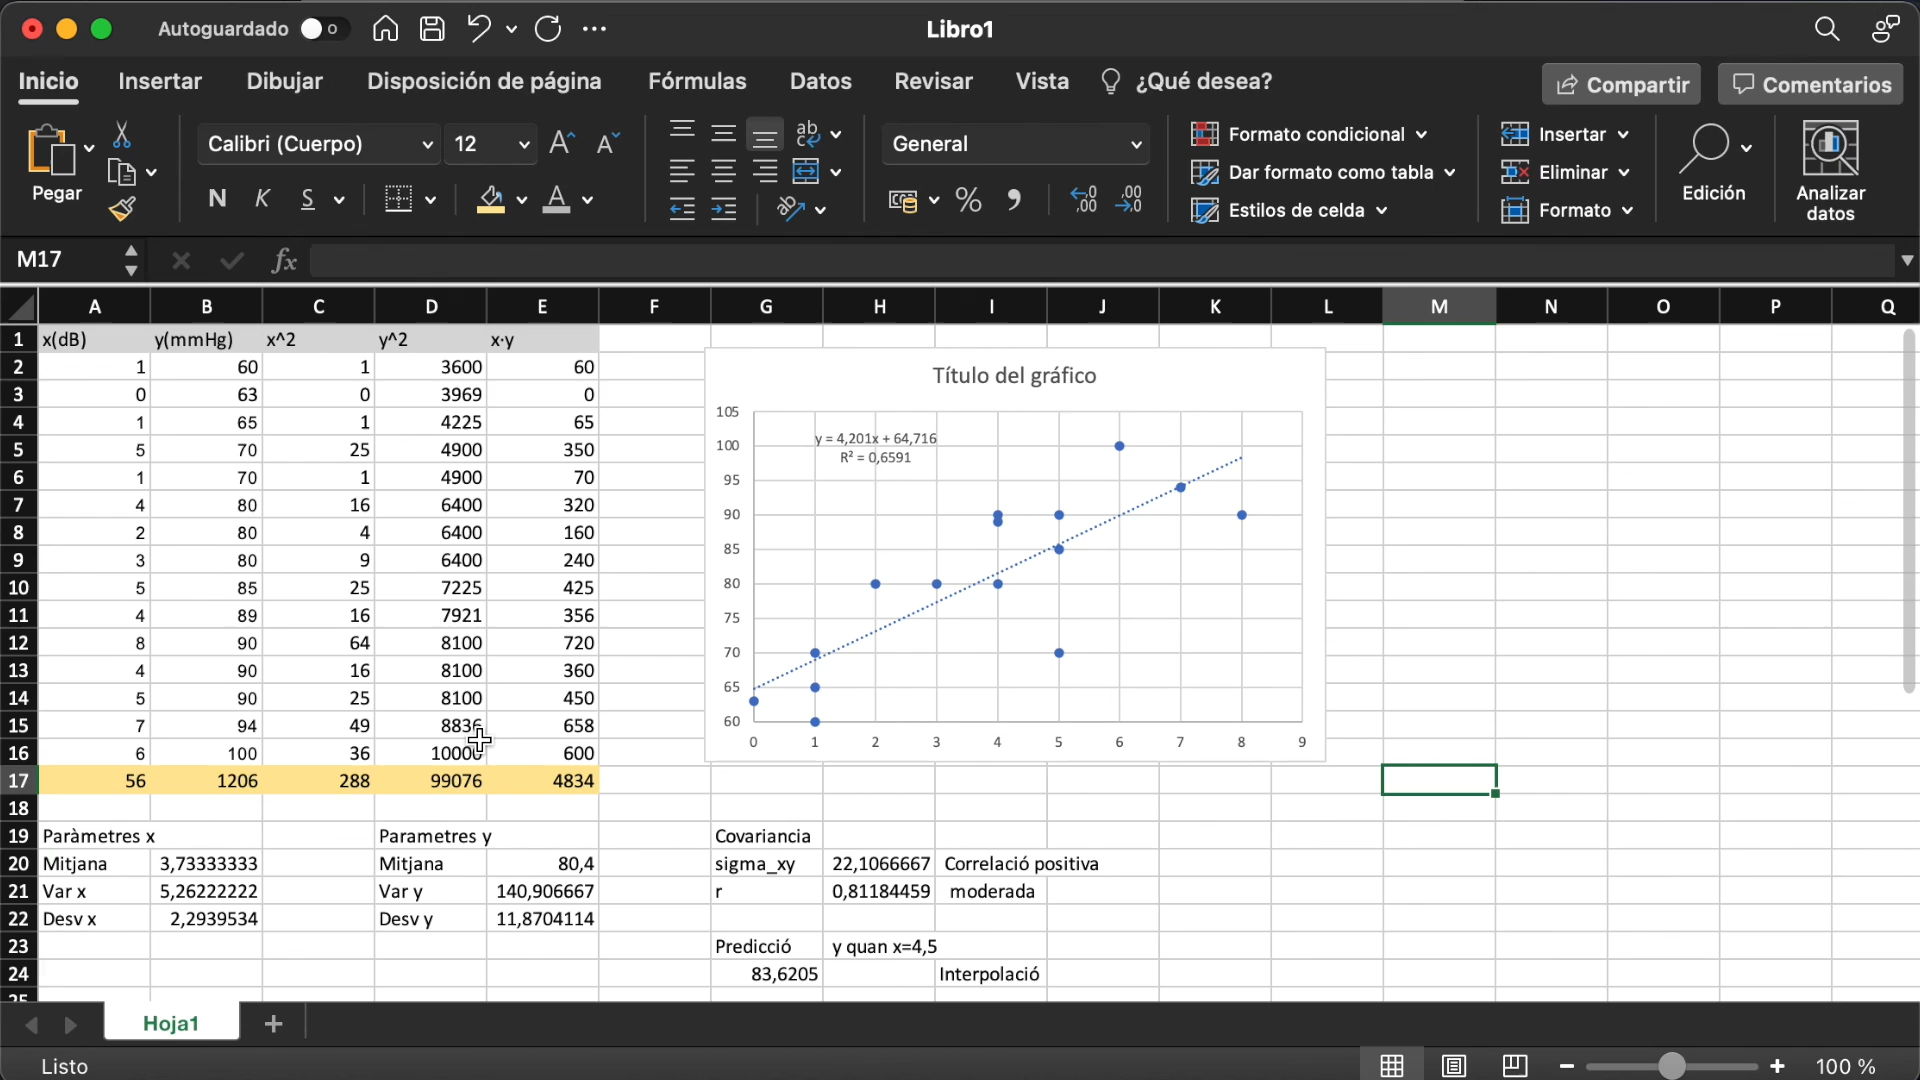 Autoguardado
Libro1
Inicio Insertar Dibujar Disposición de página Fórmulas Datos Revisar Vista ¿Qué desea? Compartir Comentarios
Pegar
Calibri (Cuerpo) 12
N K S
ab
General
% 000
Formato condicional
Dar formato como tabla
Estilos de celda
Insertar
Eliminar
Formato
Edición
Analizar
datos
M17 fx
A B C D E F G H I J K L M N O P Q
1 x(dB) y(mmHg) x^2 y^2 x·y
2 1 60 1 3600 60
3 0 63 0 3969 0
4 1 65 1 4225 65
5 5 70 25 4900 350
6 1 70 1 4900 70
7 4 80 16 6400 320
8 2 80 4 6400 160
9 3 80 9 6400 240
10 5 85 25 7225 425
11 4 89 16 7921 356
12 8 90 64 8100 720
13 4 90 16 8100 360
14 5 90 25 8100 450
15 7 94 49 8836 658
16 6 100 36 10000 600
17 56 1206 288 99076 4834
18
19 Paràmetres x Parametres y Covariancia
20 Mitjana 3,73333333 Mitjana 80,4 sigma_xy 22,1066667 Correlació positiva
21 Var x 5,26222222 Var y 140,906667 r 0,81184459 moderada
22 Desv x 2,2939534 Desv y 11,8704114
23 Predicció y quan x=4,5
24 83,6205 Interpolació
25
Título del gráfico
y = 4,201x + 64,716
R² = 0,6591
105
100
95
90
85
80
75
70
65
60
0 1 2 3 4 5 6 7 8 9
Hoja1
Listo 100 %